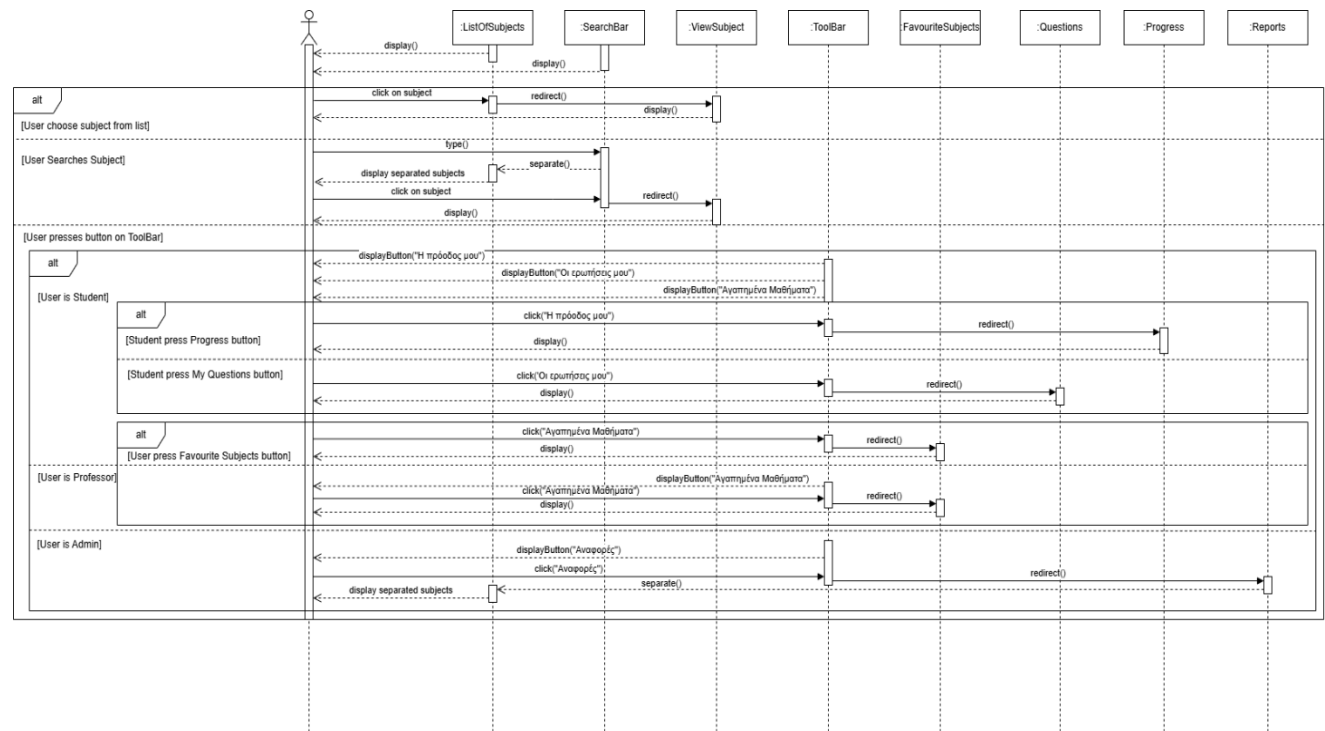 :ListOfSubjects
:SearchBar
:ViewSubject
:ToolBar
:FavouriteSubjects
:Questions
:Progress
:Reports
display()
display()
alt
click on subject
redirect()
display()
[User choose subject from list]
type()
[User Searches Subject]
separate()
display separated subjects
click on subject
redirect()
display()
[User presses button on ToolBar]
displayButton("Η πρόοδος μου")
alt
displayButton("Οι ερωτήσεις μου")
displayButton("Αγαπημένα Μαθήματα")
[User is Student]
alt
click("Η πρόοδος μου")
redirect()
[Student press Progress button]
display()
[Student press My Questions button]
click("Οι ερωτήσεις μου")
redirect()
display()
alt
click("Αγαπημένα Μαθήματα")
redirect()
display()
[User press Favourite Subjects button]
[User is Professor]
displayButton("Αγαπημένα Μαθήματα")
click("Αγαπημένα Μαθήματα")
redirect()
display()
[User is Admin]
displayButton("Αναφορές")
click("Αναφορές")
redirect()
separate()
display separated subjects